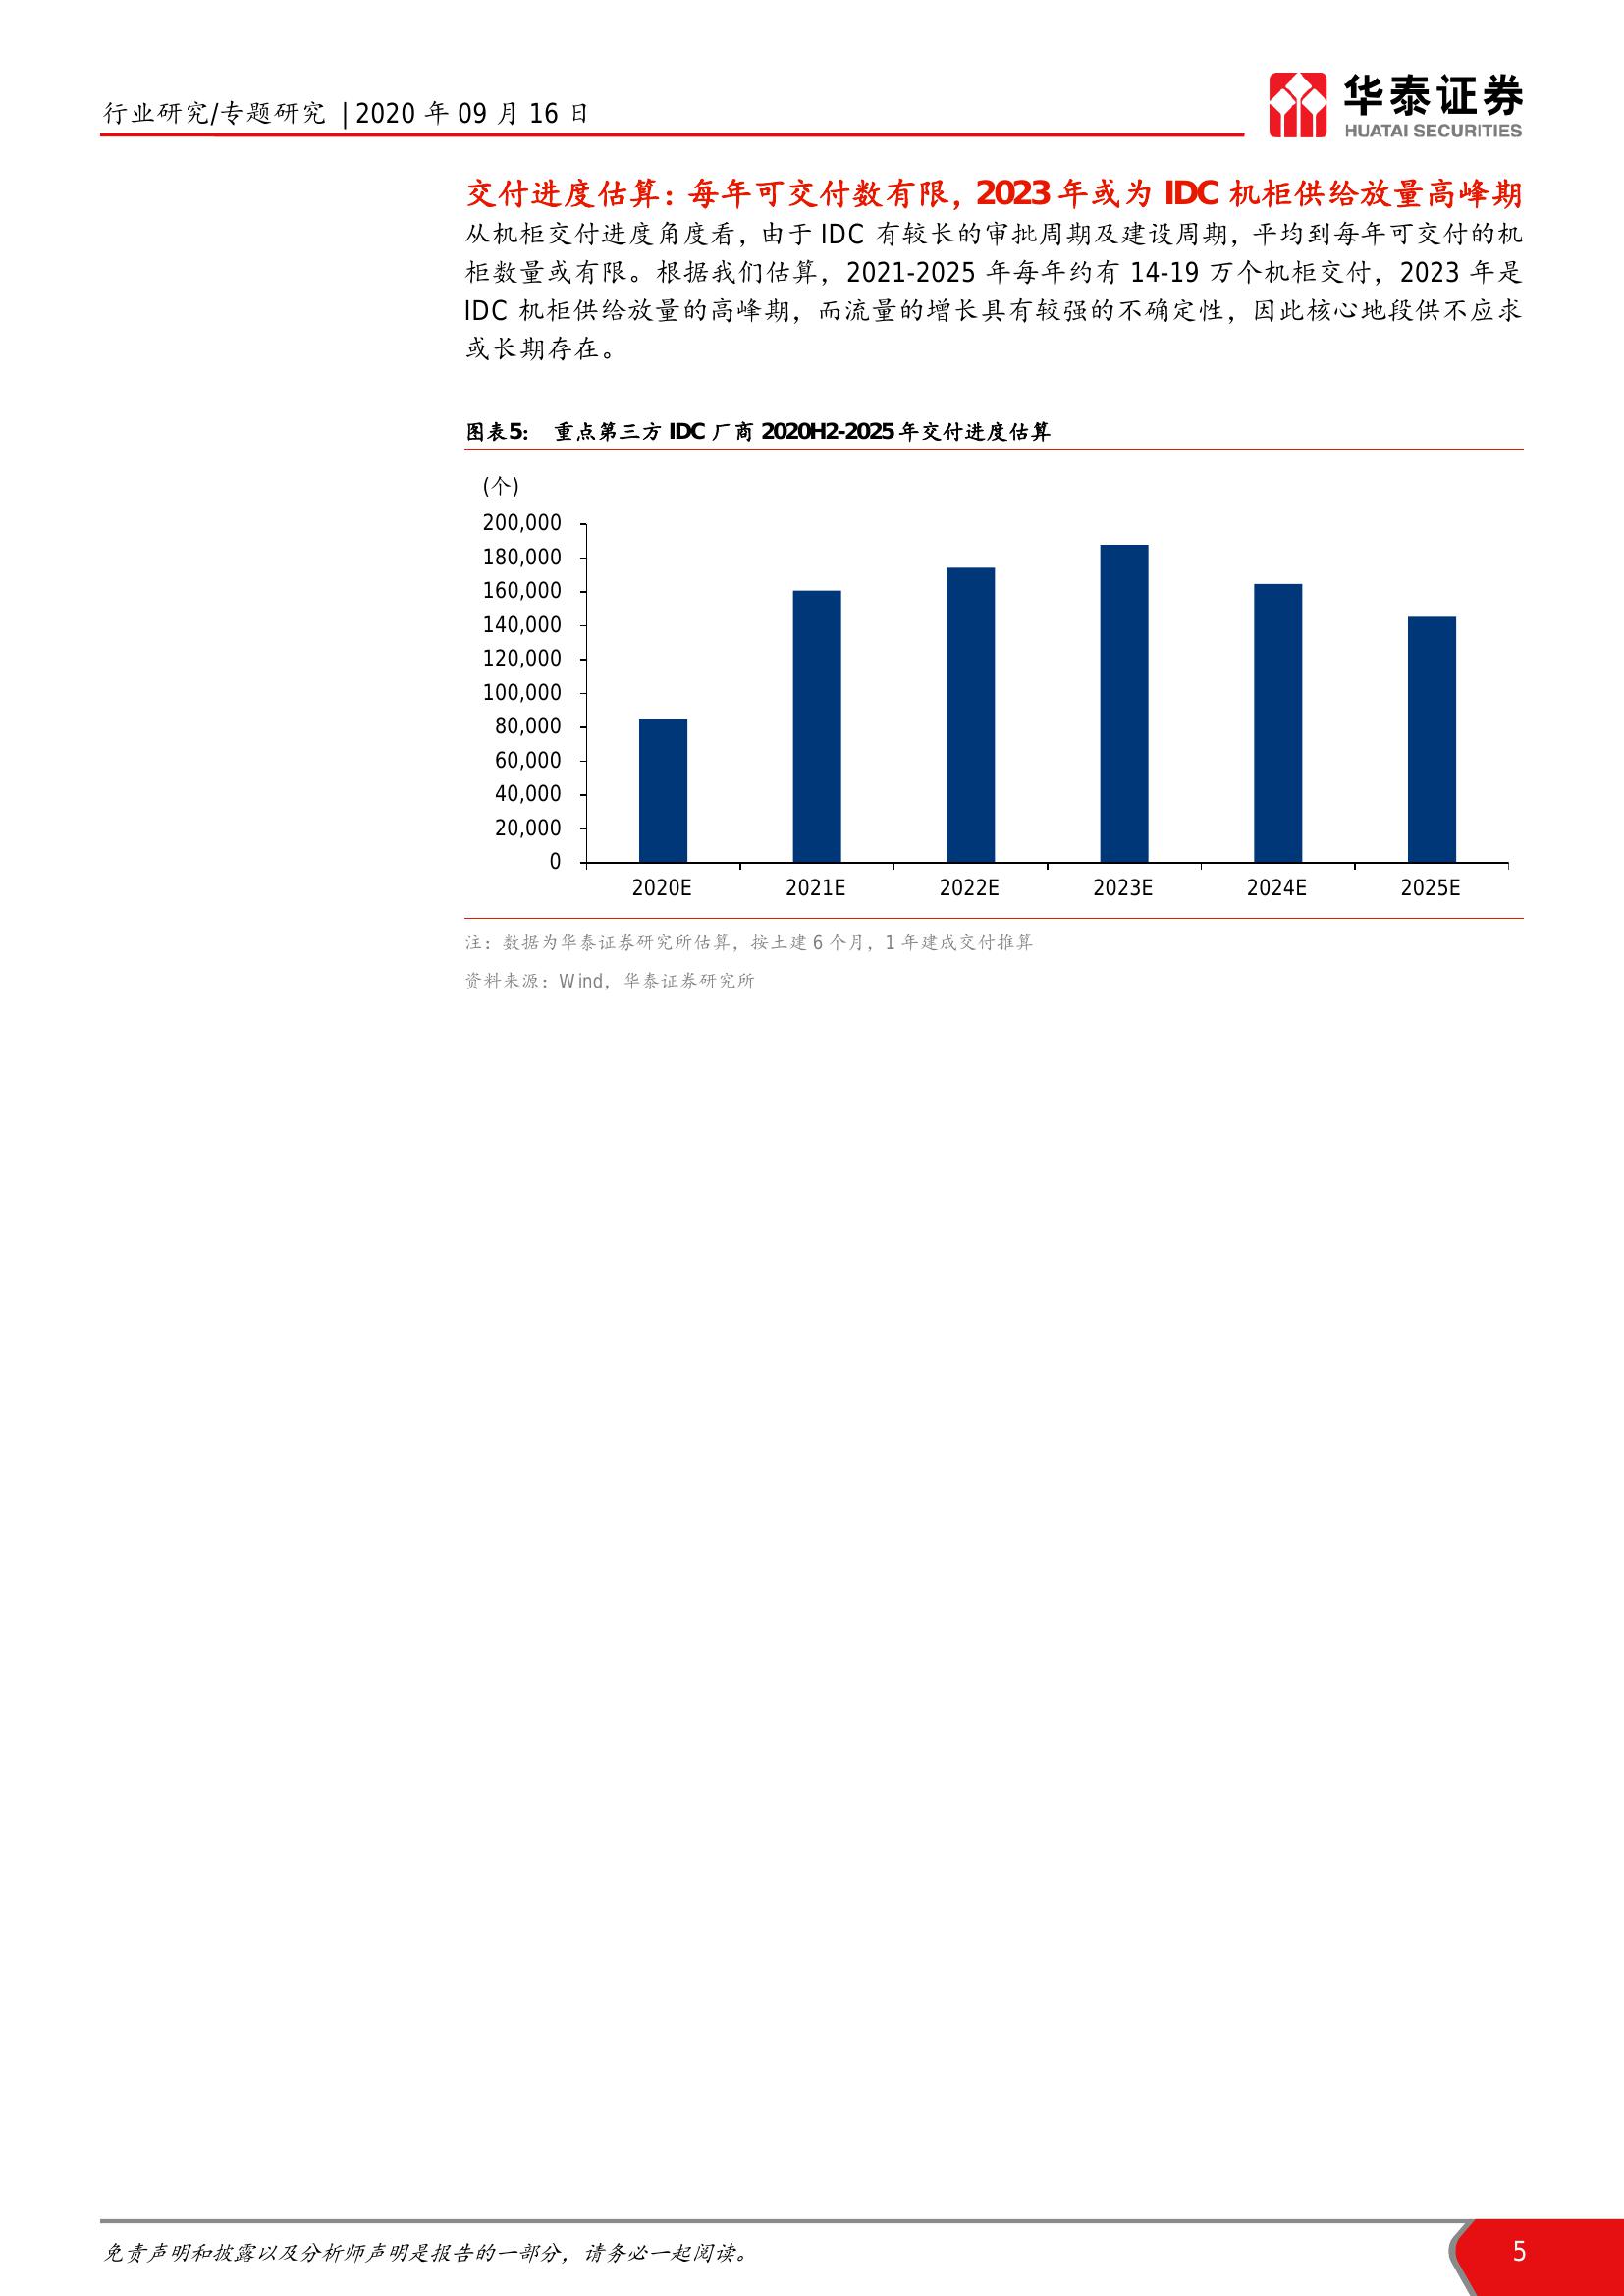 行业研究/专题研究 | 2020 年 09 月 16 日
华泰证券
HUATAI SECURITIES
交付进度估算：每年可交付数有限，2023 年或为 IDC 机柜供给放量高峰期
从机柜交付进度角度看，由于 IDC 有较长的审批周期及建设周期，平均到每年可交付的机
柜数量或有限。根据我们估算，2021-2025 年每年约有 14-19 万个机柜交付，2023 年是
IDC 机柜供给放量的高峰期，而流量的增长具有较强的不确定性，因此核心地段供不应求
或长期存在。
图表5： 重点第三方 IDC 厂商 2020H2-2025 年交付进度估算
(个)
200,000
180,000
160,000
140,000
120,000
100,000
80,000
60,000
40,000
20,000
0
2020E 2021E 2022E 2023E 2024E 2025E
注：数据为华泰证券研究所估算，按土建 6 个月，1 年建成交付推算
资料来源：Wind，华泰证券研究所
免责声明和披露以及分析师声明是报告的一部分，请务必一起阅读。
5